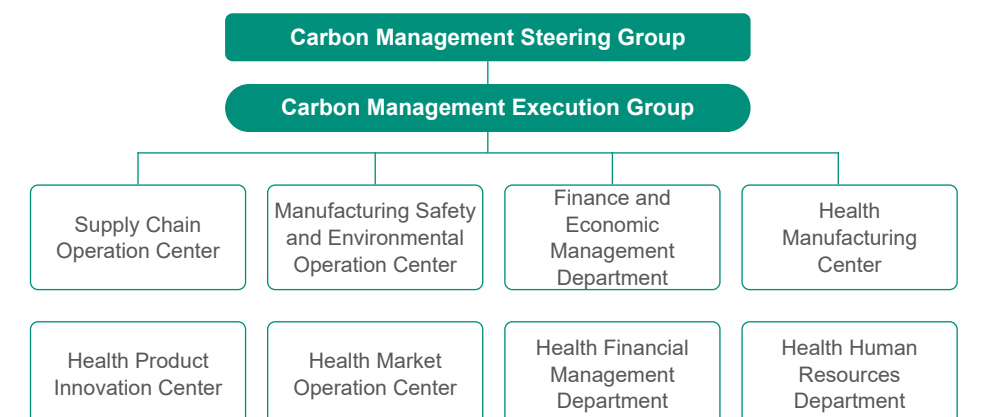 Carbon Management Steering Group
Carbon Management Execution Group
Supply Chain
Operation Center
Manufacturing Safety
and Environmental
Operation Center
Finance and
Economic
Management
Department
Health
Manufacturing
Center
Health Product
Innovation Center
Health Market
Operation Center
Health Financial
Management
Department
Health Human
Resources
Department